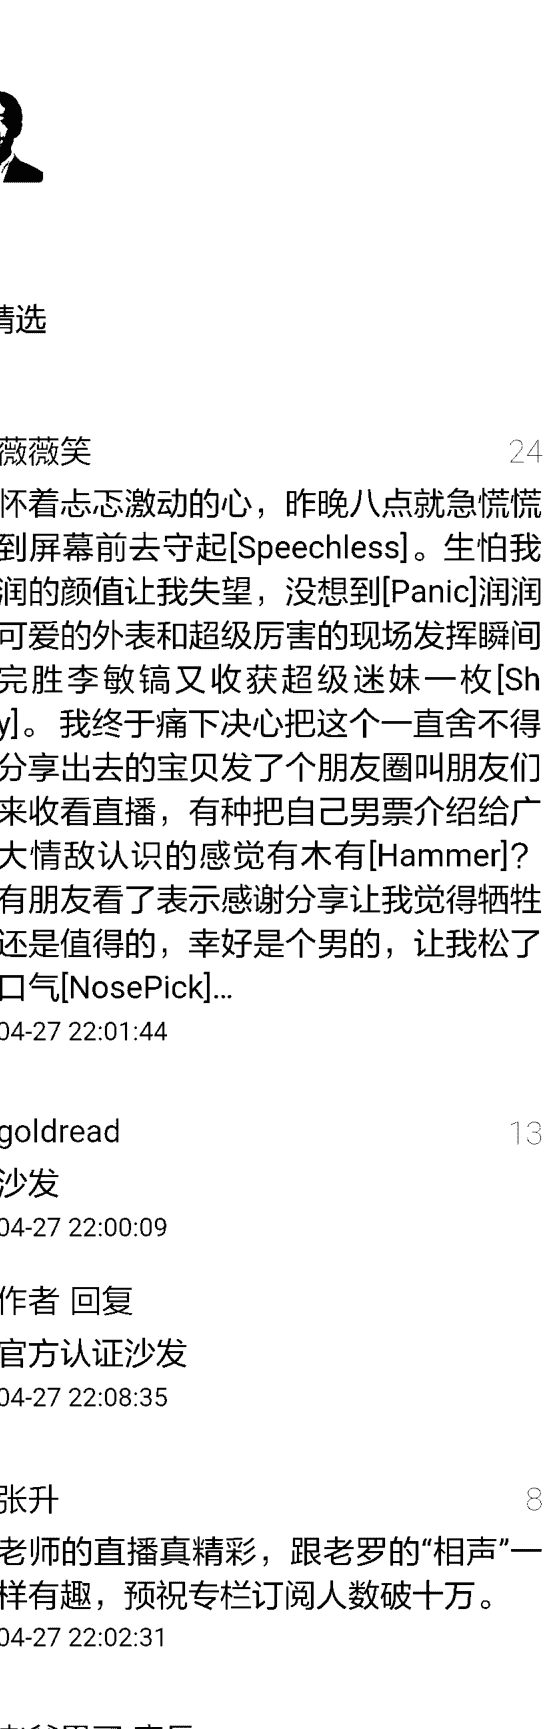 精选
薇薇笑
24
怀着忐忑激动的心，昨晚八点就急慌慌
到屏幕前去守起[Speechless]。生怕我
润的颜值让我失望，没想到[Panic]润润
可爱的外表和超级厉害的现场发挥瞬间
完胜李敏镐又收获超级迷妹一枚[Sh
y]。 我终于痛下决心把这个一直舍不得
分享出去的宝贝发了个朋友圈叫朋友们
来收看直播，有种把自己男票介绍给广
大情敌认识的感觉有木有[Hammer]？
有朋友看了表示感谢分享让我觉得牺牲
还是值得的，幸好是个男的，让我松了
口气[NosePick]...
04-27 22:01:44
goldread
13
沙发
04-27 22:00:09
作者 回复
官方认证沙发
04-27 22:08:35
张升
8
老师的直播真精彩，跟老罗的“相声”一
样有趣，预祝专栏订阅人数破十万。
04-27 22:02:31